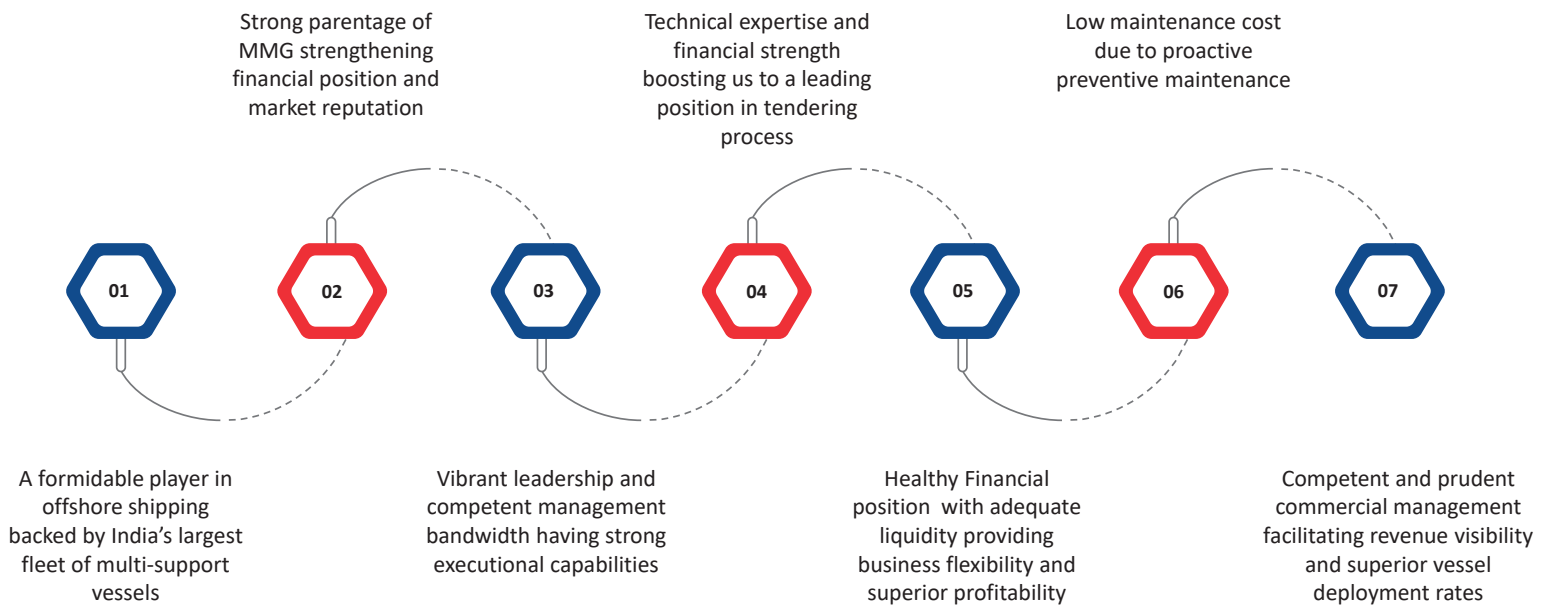 01
A formidable player in
offshore shipping
backed by India’s largest
fleet of multi-support
vessels
02
Strong parentage of
MMG strengthening
financial position and
market reputation
03
Vibrant leadership and
competent management
bandwidth having strong
executional capabilities
04
Technical expertise and
financial strength
boosting us to a leading
position in tendering
process
05
Healthy Financial
position with adequate
liquidity providing
business flexibility and
superior profitability
06
Low maintenance cost
due to proactive
preventive maintenance
07
Competent and prudent
commercial management
facilitating revenue visibility
and superior vessel
deployment rates